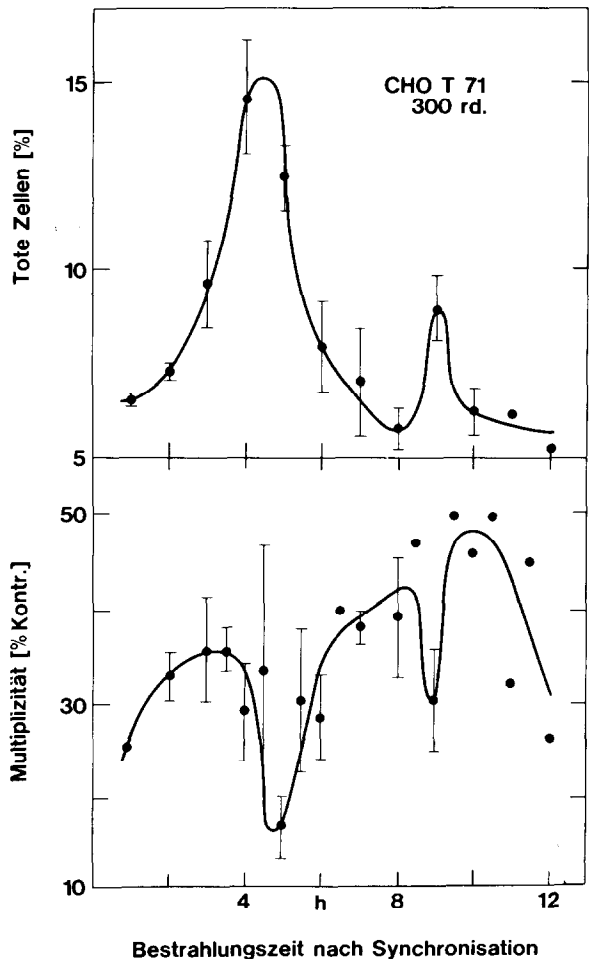 Tote Zellen [%]
15
10
5
CHO T 71
300 rd.
Multiplizität [% Kontr.]
50
30
10
4 h 8 12
Bestrahlungszeit nach Synchronisation